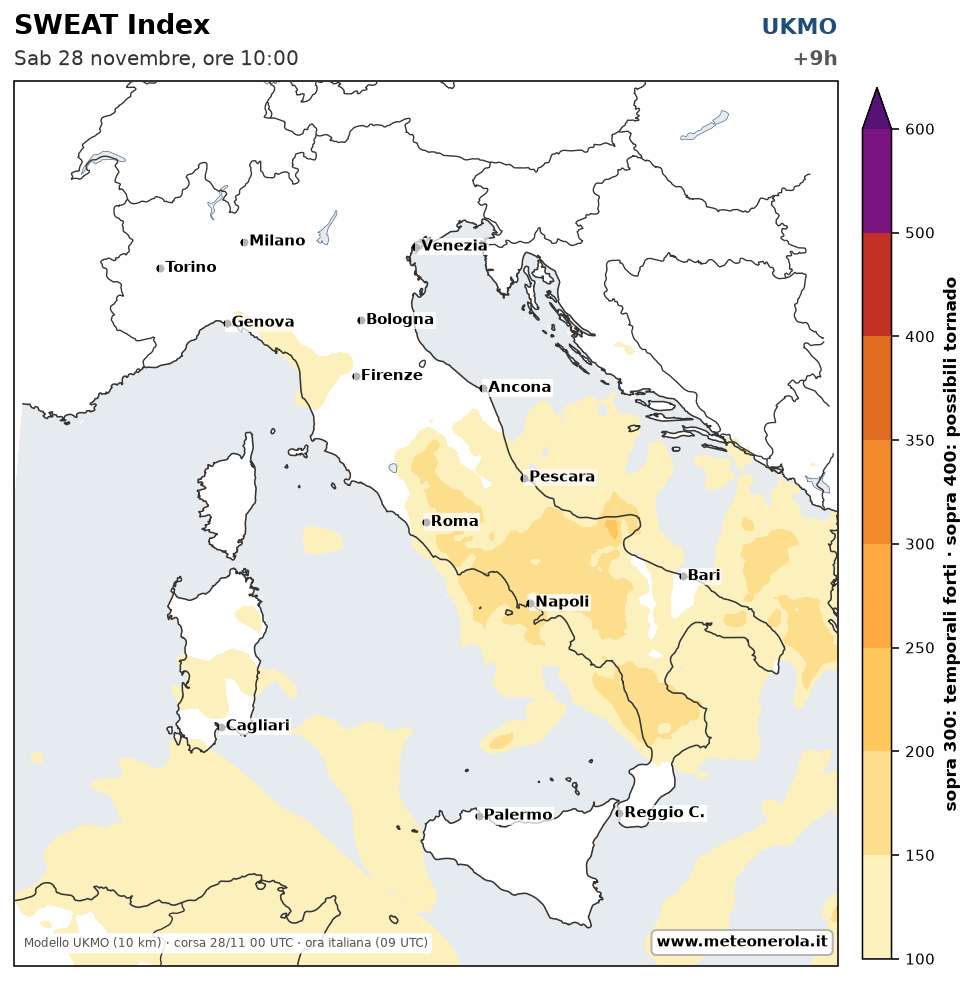 SWEAT Index
UKMO
Sab 28 novembre, ore 10:00
+9h
Milano
Venezia
Torino
Genova
Bologna
Firenze
Ancona
Pescara
Roma
Bari
Napoli
Cagliari
Palermo
Reggio C.
600
500
400
350
300
250
200
150
100
sopra 300: temporali forti · sopra 400: possibili tornado
Modello UKMO (10 km) · corsa 28/11 00 UTC · ora italiana (09 UTC)
www.meteonerola.it